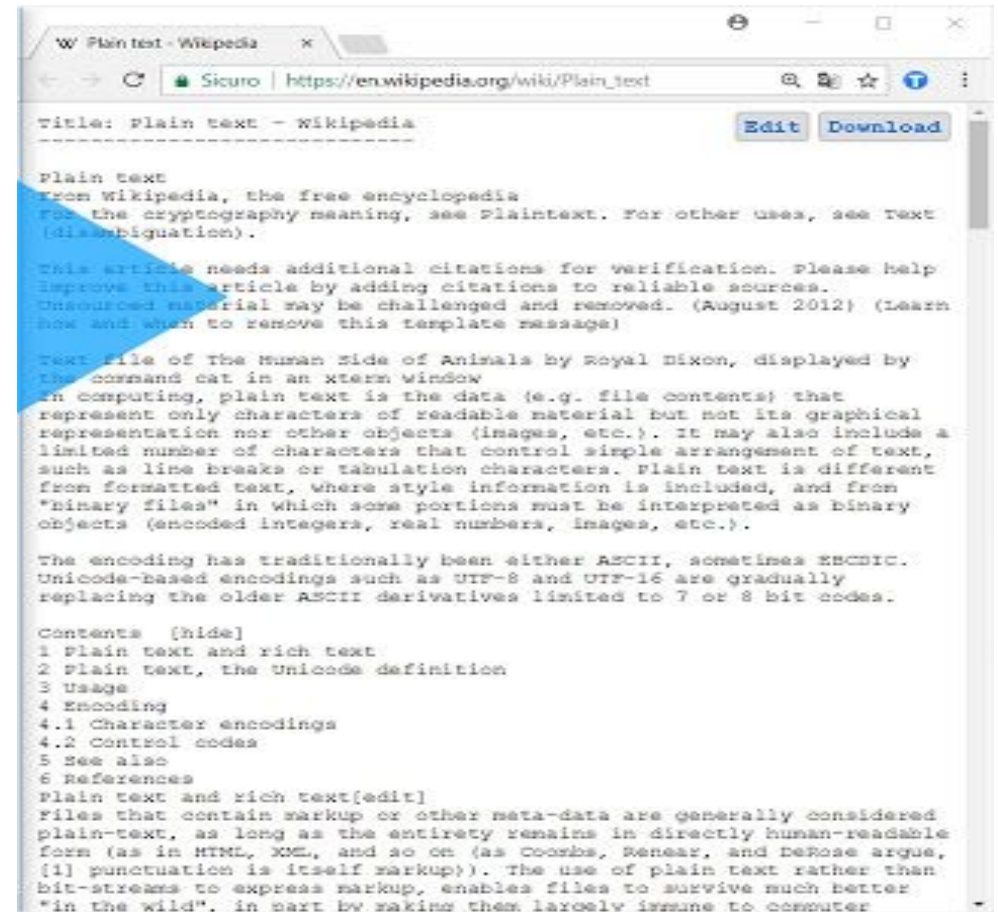 Plain text - Wikipedia
Sicuro | https://en.wikipedia.org/wiki/Plain_text
Title: Plain text - Wikipedia
Edit Download
-----------------------------
Plain text
From Wikipedia, the free encyclopedia
For the cryptography meaning, see Plaintext. For other uses, see Text
(disambiguation).
This article needs additional citations for verification. Please help
improve this article by adding citations to reliable sources.
Unsourced material may be challenged and removed. (August 2012) (Learn
how and when to remove this template message)
Text file of The Human Side of Animals by Royal Dixon, displayed by
the command cat in an xterm window
In computing, plain text is the data (e.g. file contents) that
represent only characters of readable material but not its graphical
representation nor other objects (images, etc.). It may also include a
limited number of characters that control simple arrangement of text,
such as line breaks or tabulation characters. Plain text is different
from formatted text, where style information is included, and from
"binary files" in which some portions must be interpreted as binary
objects (encoded integers, real numbers, images, etc.).
The encoding has traditionally been either ASCII, sometimes EBCDIC.
Unicode-based encodings such as UTF-8 and UTF-16 are gradually
replacing the older ASCII derivatives limited to 7 or 8 bit codes.
Contents  [hide]
1 Plain text and rich text
2 Plain text, the Unicode definition
3 Usage
4 Encoding
4.1 Character encodings
4.2 Control codes
5 See also
6 References
Plain text and rich text[edit]
Files that contain markup or other meta-data are generally considered
plain-text, as long as the entirety remains in directly human-readable
form (as in HTML, XML, and so on (as Coombs, Renear, and DeRose argue,
[1] punctuation is itself markup)). The use of plain text rather than
bit-streams to express markup, enables files to survive much better
"in the wild", in part by making them largely immune to computer